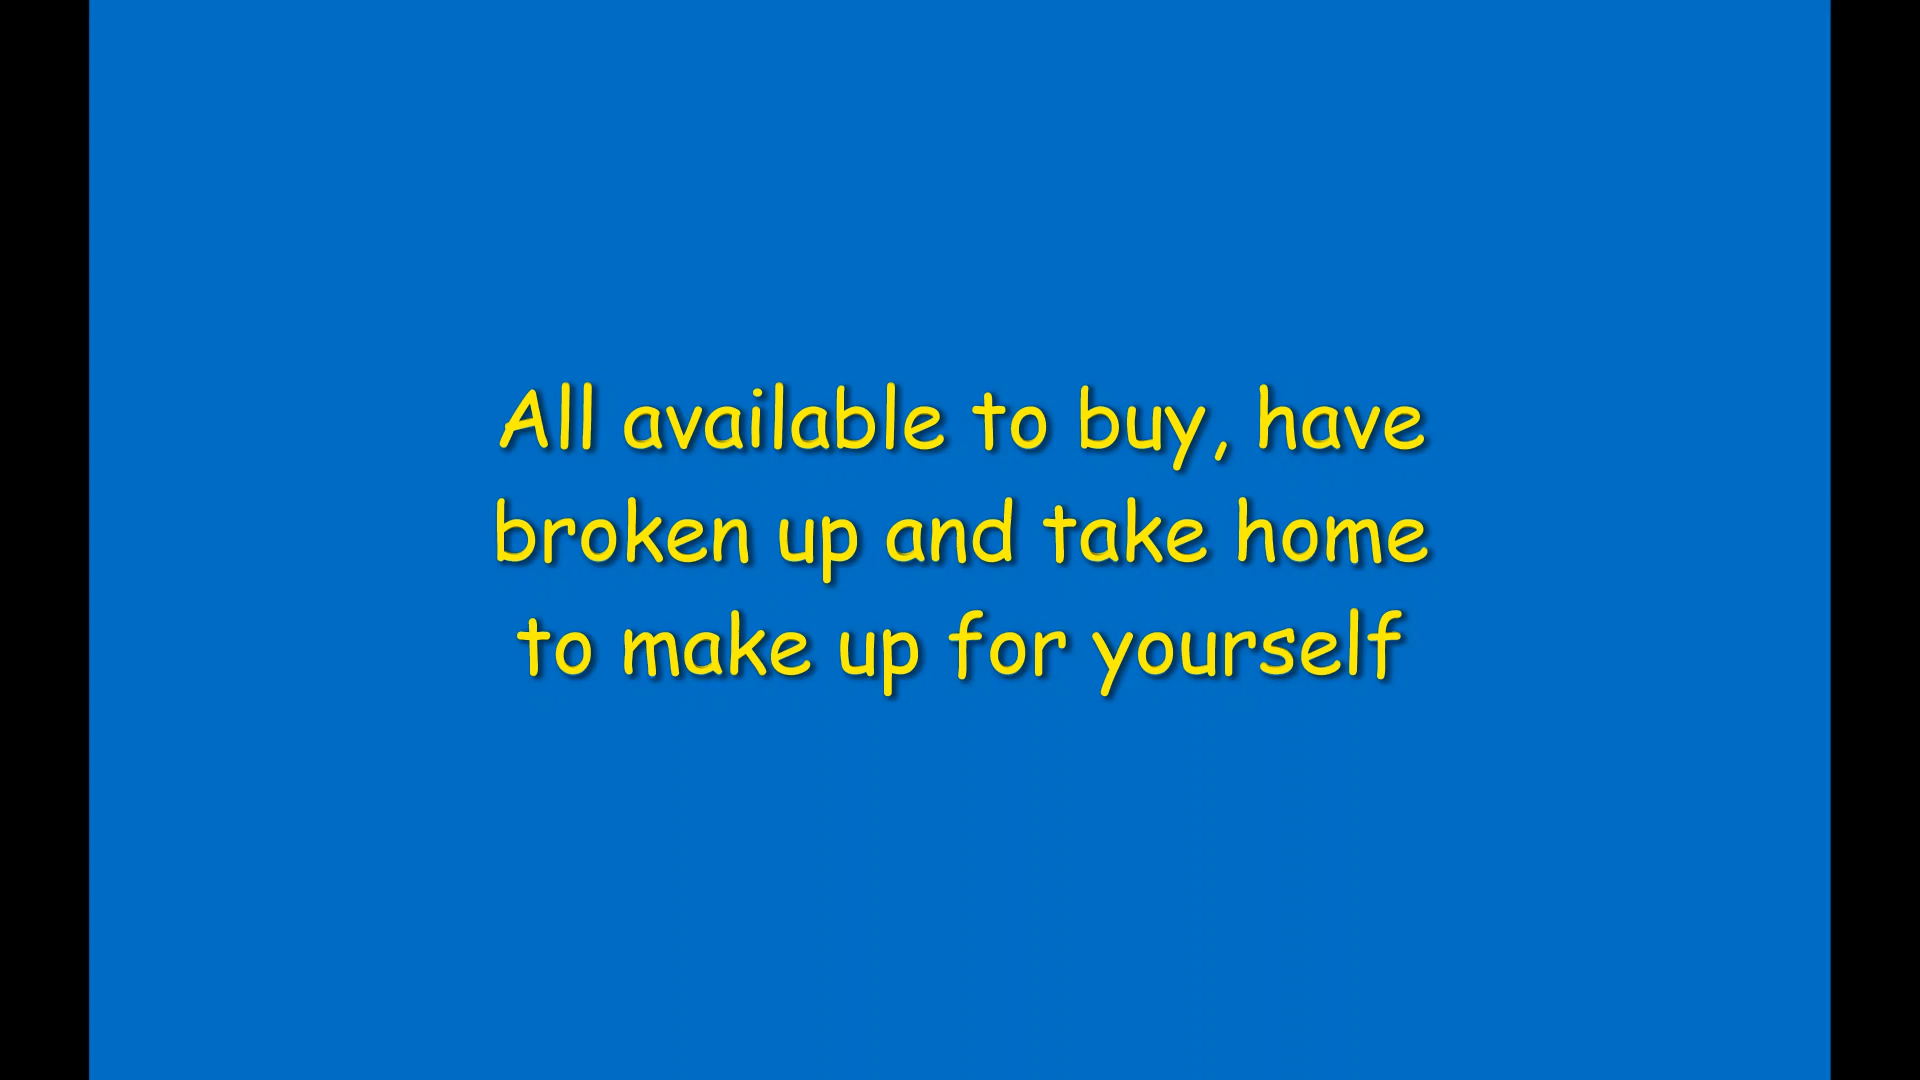 All available to buy, have
broken up and take home
to make up for yourself